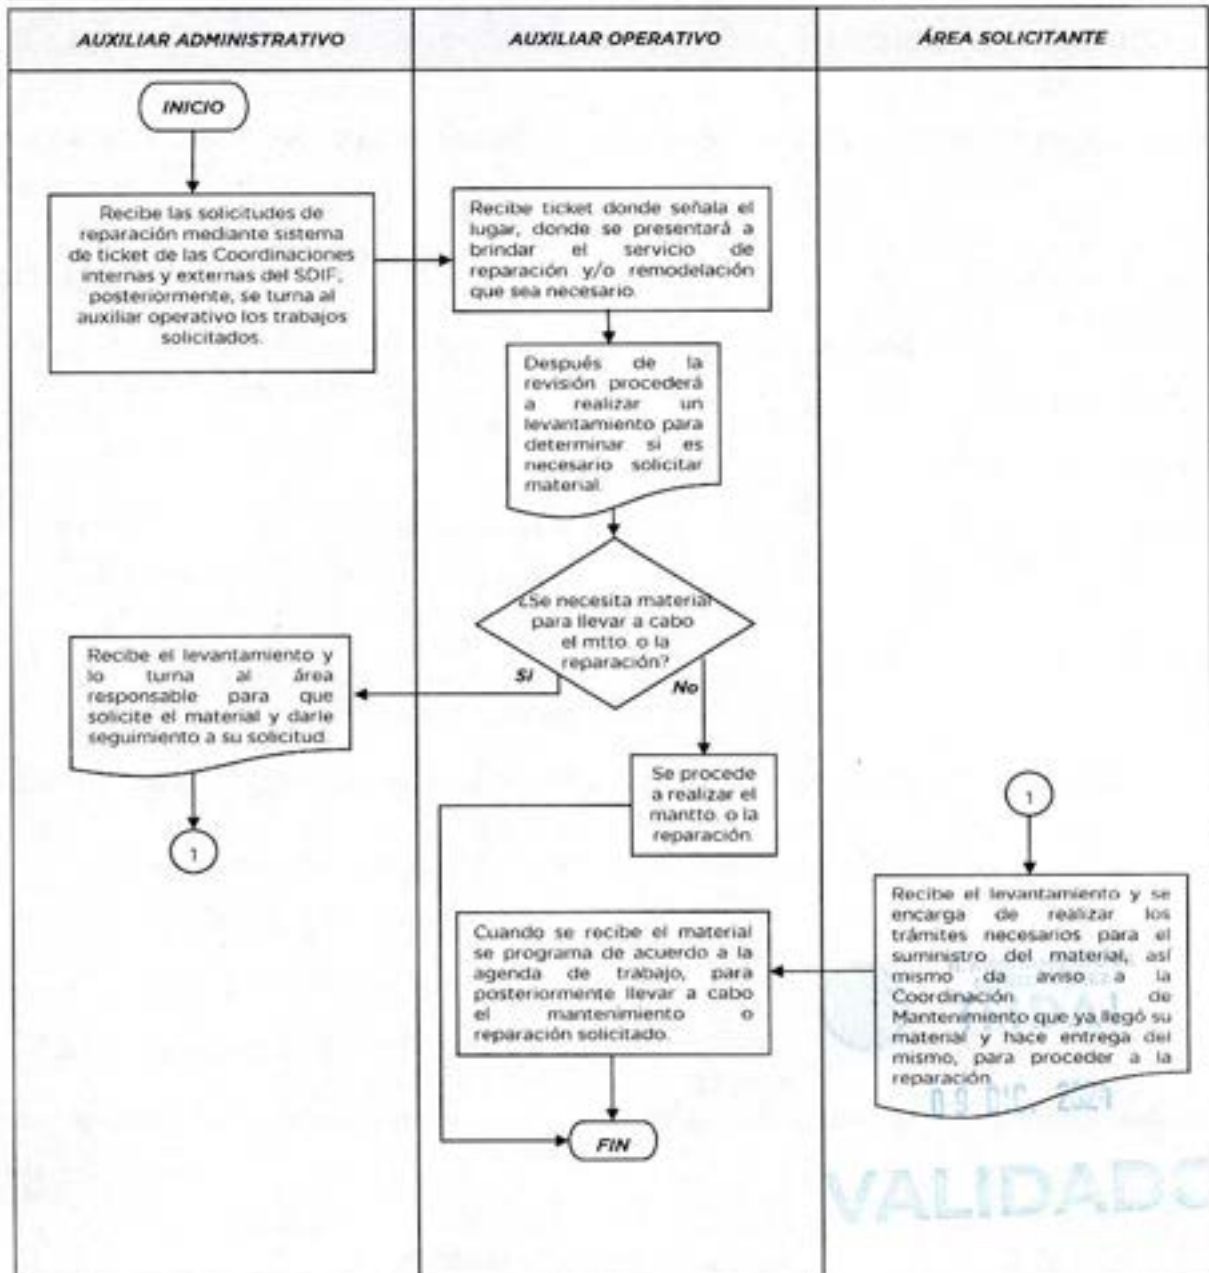 AUXILIAR ADMINISTRATIVO
AUXILIAR OPERATIVO
ÁREA SOLICITANTE
INICIO
Recibe las solicitudes de
reparación mediante sistema
de ticket de las Coordinaciones
internas y externas del SDIF,
posteriormente, se turna al
auxiliar operativo los trabajos
solicitados.
Recibe ticket donde señala el
lugar, donde se presentará a
brindar el servicio de
reparación y/o remodelación
que sea necesario.
Después de la
revisión procederá
a realizar un
levantamiento para
determinar si es
necesario solicitar
material.
¿Se necesita material
para llevar a cabo
el mtto. o la
reparación?
Si
No
Recibe el levantamiento y
lo turna al área
responsable para que
solicite el material y darle
seguimiento a su solicitud.
1
Se procede
a realizar el
mantto. o la
reparación.
1
Recibe el levantamiento y se
encarga de realizar los
trámites necesarios para el
suministro del material, así
mismo da aviso a la
Coordinación de
Mantenimiento que ya llegó su
material y hace entrega del
mismo, para proceder a la
reparación
Cuando se recibe el material
se programa de acuerdo a la
agenda de trabajo, para
posteriormente llevar a cabo
el mantenimiento o
reparación solicitado.
FIN
VALIDADO